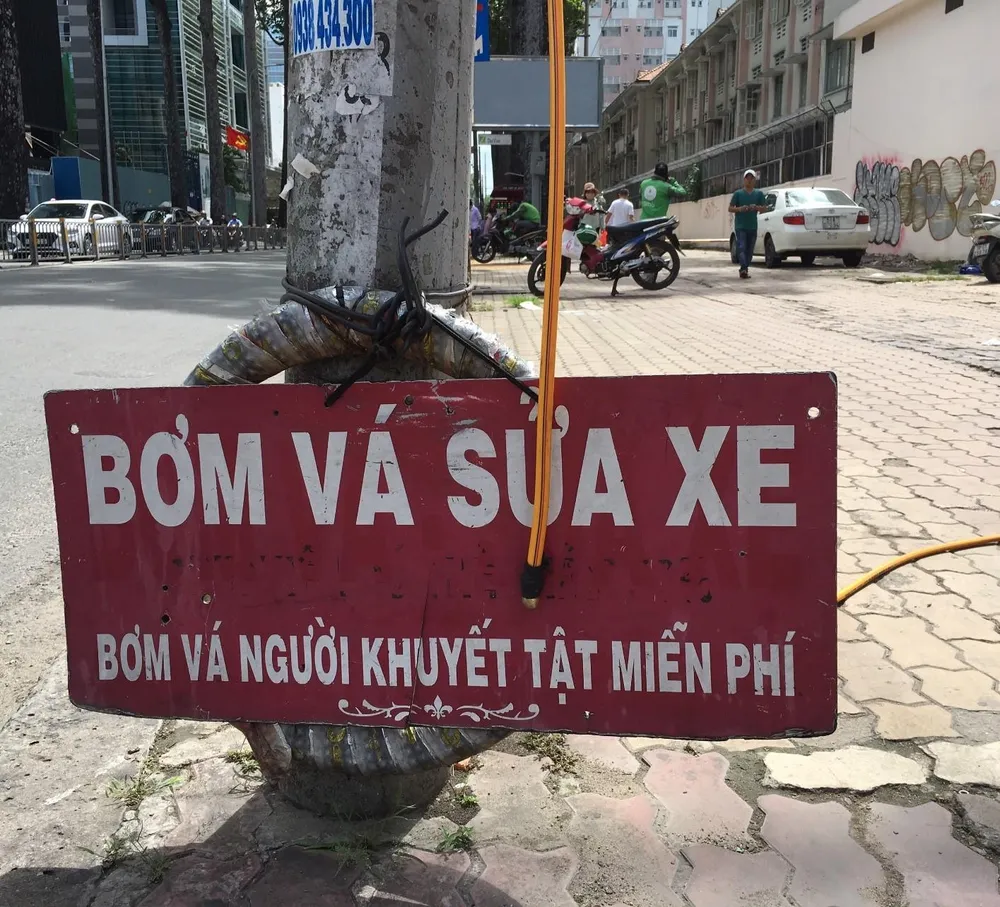 0938.434.300
BƠM VÁ SỬA XE
BƠM VÁ NGƯỜI KHUYẾT TẬT MIỄN PHÍ